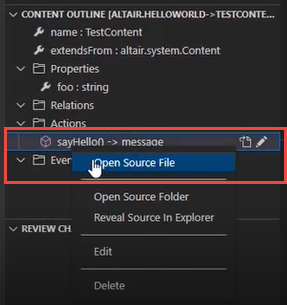 CONTENT OUTLINE (ALTAIR.HELLOWORLD->TESTCONTE...
name : TestContent
extendsFrom : altair.system.Content
Properties
foo : string
Relations
Actions
sayHello() -> message
Even
Open Source File
Open Source Folder
Reveal Source In Explorer
REVIEW CH
Edit
Delete